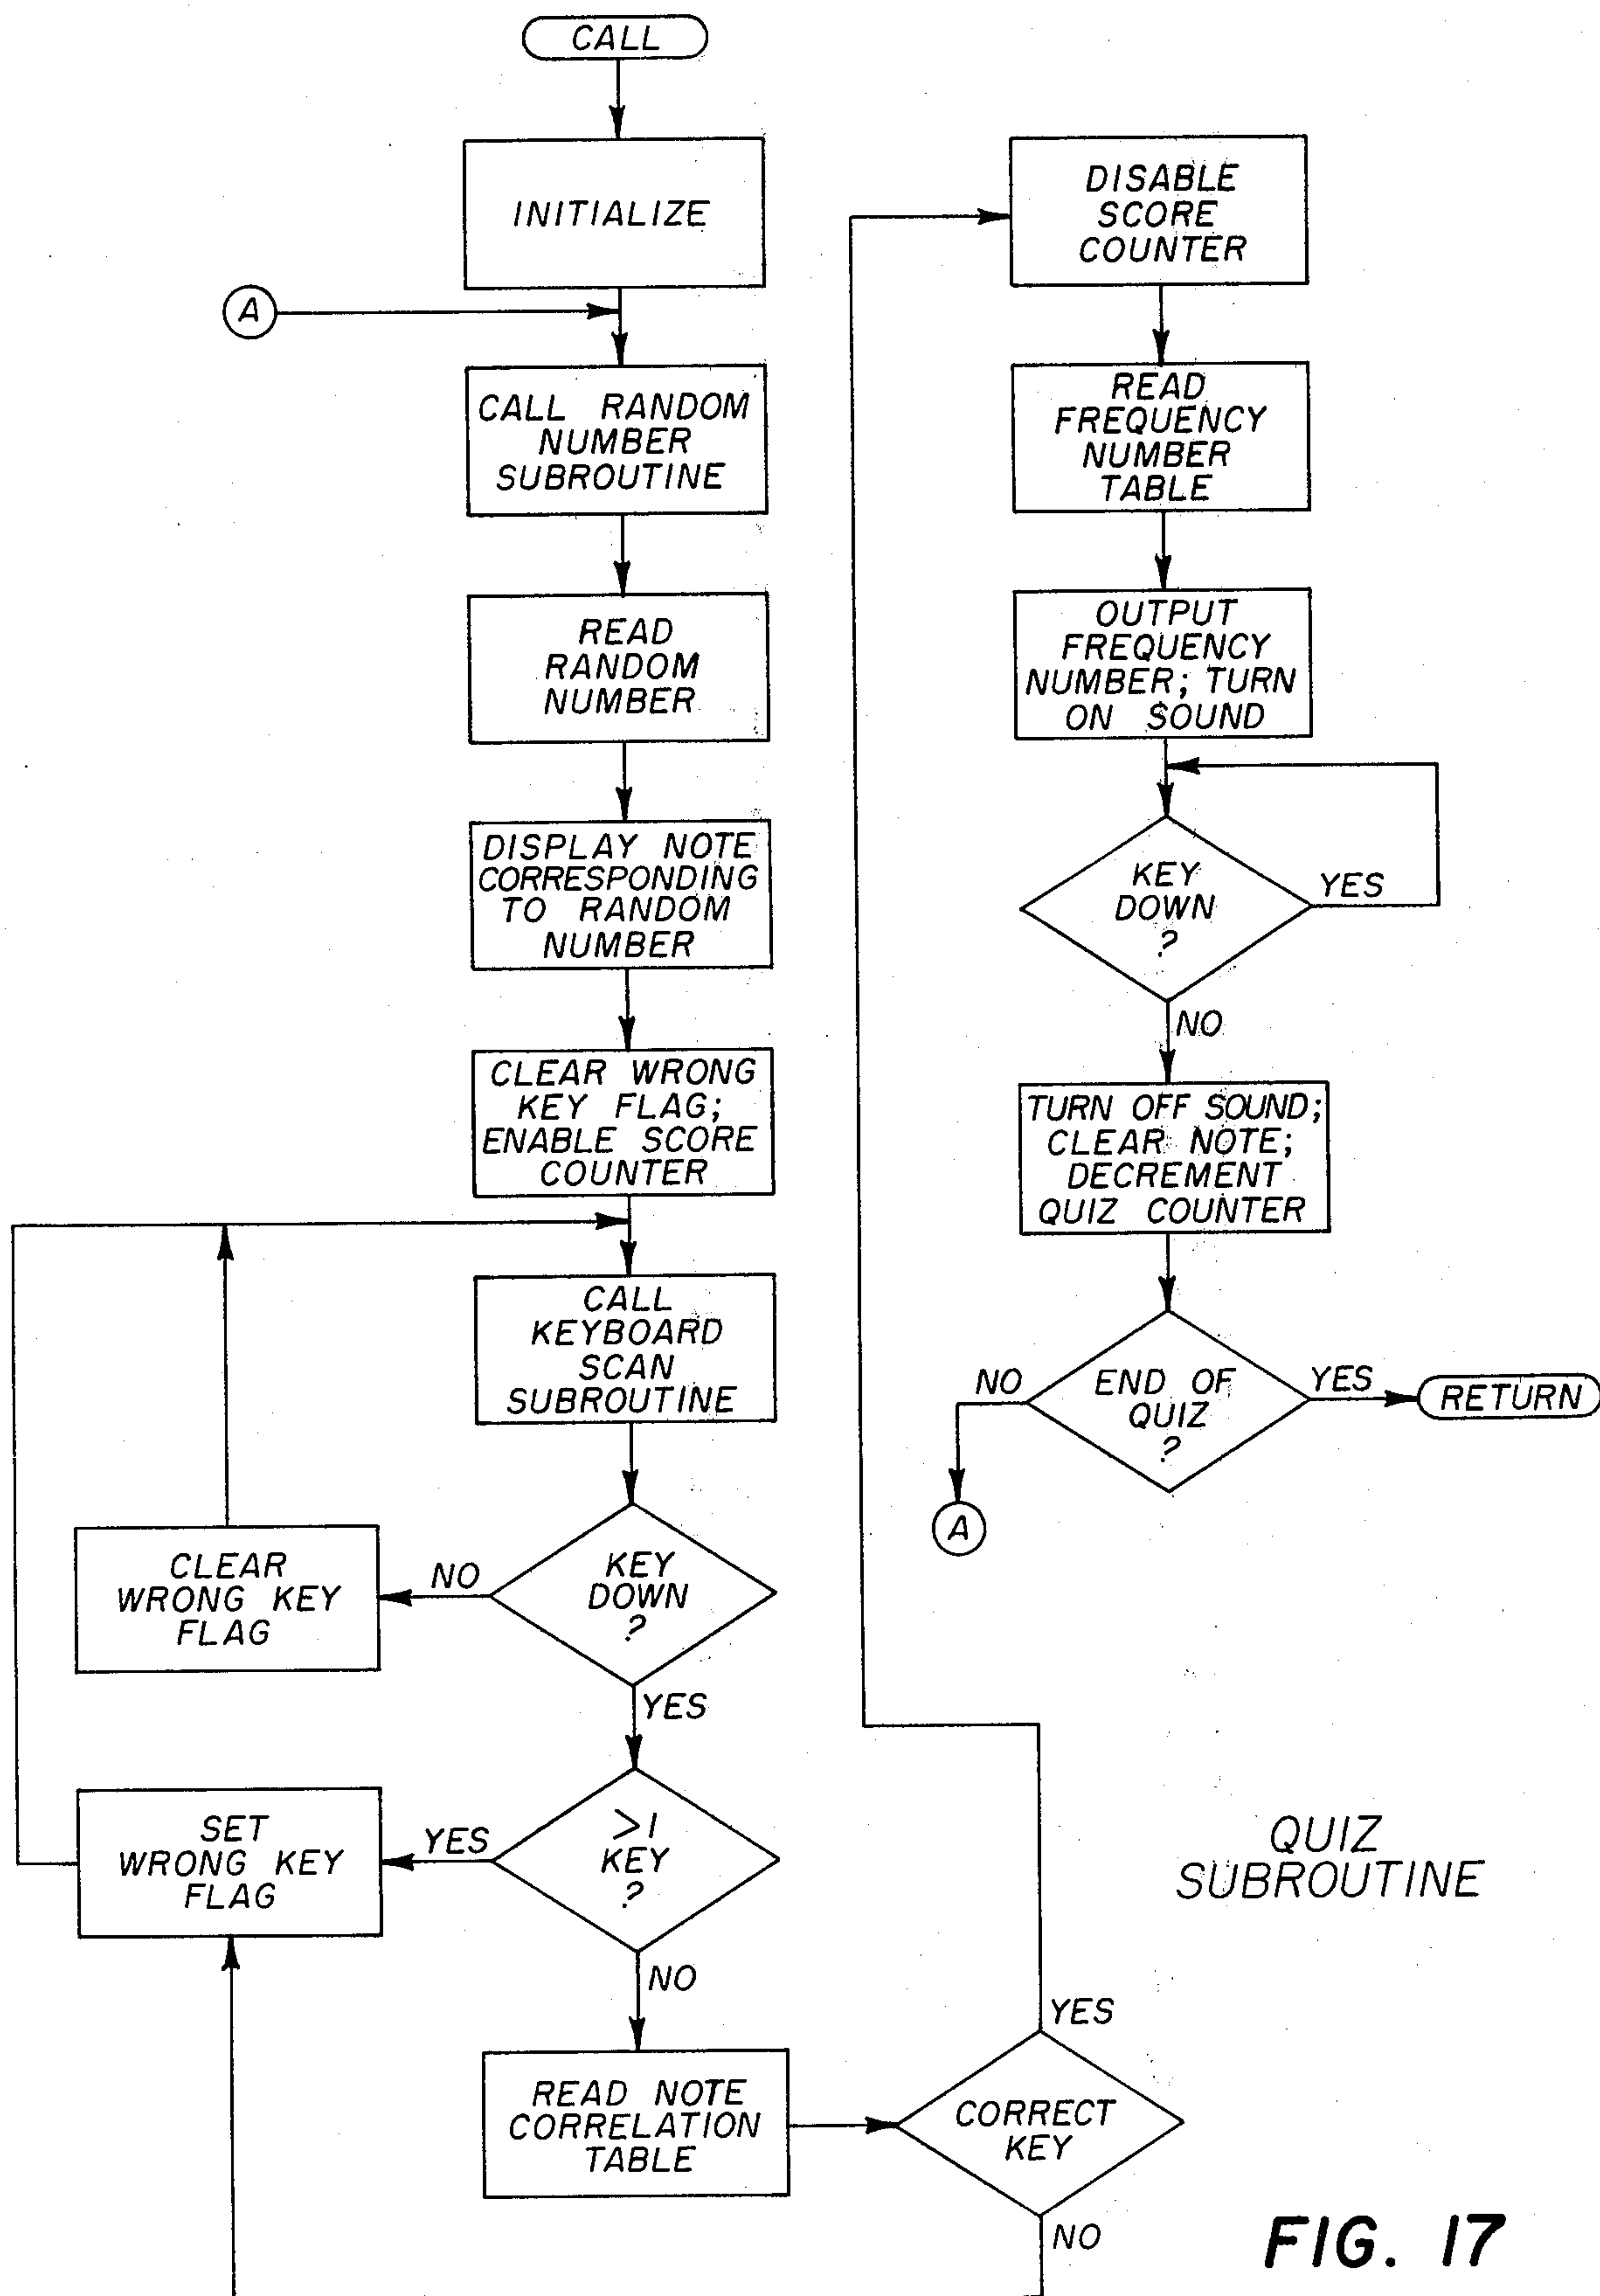 CALL
INITIALIZE
A
CALL RANDOM
NUMBER
SUBROUTINE
READ
RANDOM
NUMBER
DISPLAY NOTE
CORRESPONDING
TO RANDOM
NUMBER
CLEAR WRONG
KEY FLAG;
ENABLE SCORE
COUNTER
CALL
KEYBOARD
SCAN
SUBROUTINE
KEY
DOWN
?
NO
CLEAR
WRONG KEY
FLAG
YES
>1
KEY
?
YES
SET
WRONG KEY
FLAG
NO
READ NOTE
CORRELATION
TABLE
CORRECT
KEY
YES
NO
DISABLE
SCORE
COUNTER
READ
FREQUENCY
NUMBER
TABLE
OUTPUT
FREQUENCY
NUMBER; TURN
ON SOUND
KEY
DOWN
?
YES
NO
TURN OFF SOUND;
CLEAR NOTE;
DECREMENT
QUIZ COUNTER
END OF
QUIZ
?
YES
RETURN
NO
A
QUIZ
SUBROUTINE
FIG. 17